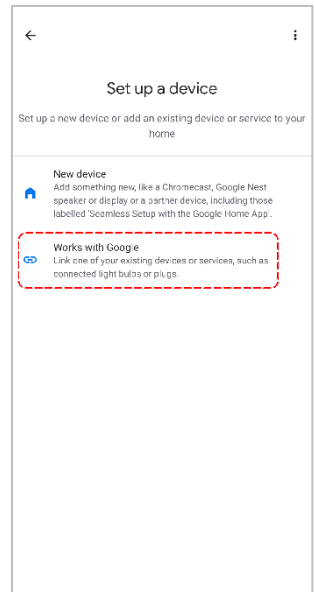 Set up a device
Set up a new device or add an existing device or service to your
home
New device
Add something new, like a Chromecast, Google Nest
speaker or display or a partner device, including those
labelled 'Seamless Setup with the Google Home App'.
Works with Google
Link one of your existing devices or services, such as
connected light bulbs or plugs.